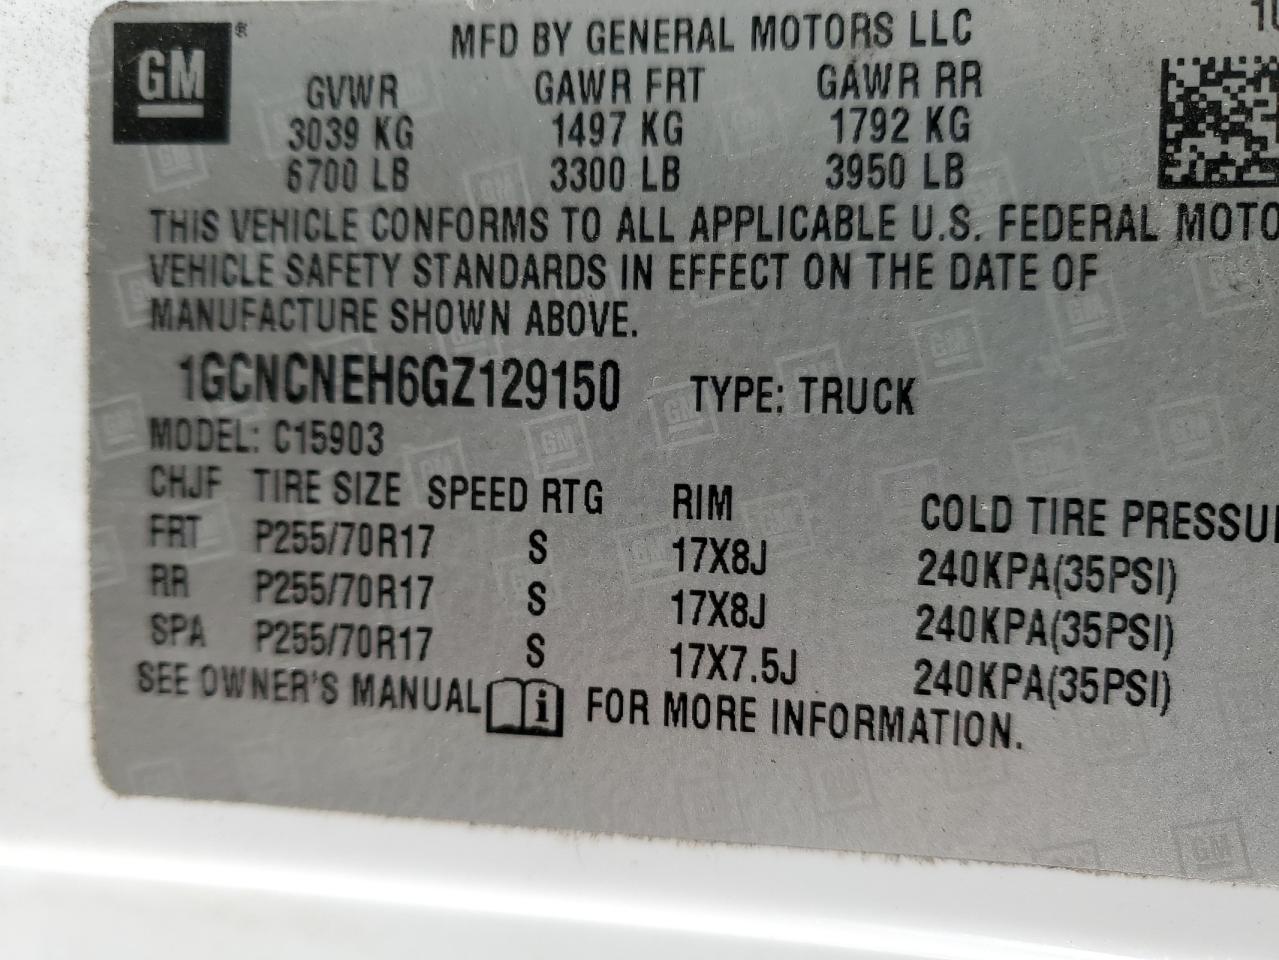 GM ®
MFD BY GENERAL MOTORS LLC
GVWR GAWR FRT GAWR RR
3039 KG 1497 KG 1792 KG
6700 LB 3300 LB 3950 LB
THIS VEHICLE CONFORMS TO ALL APPLICABLE U.S. FEDERAL MOTO
VEHICLE SAFETY STANDARDS IN EFFECT ON THE DATE OF
MANUFACTURE SHOWN ABOVE.
1GCNCNEH6GZ129150 TYPE: TRUCK
MODEL: C15903
CHJF TIRE SIZE SPEED RTG RIM COLD TIRE PRESSU
FRT P255/70R17 S 17X8J 240KPA(35PSI)
RR P255/70R17 S 17X8J 240KPA(35PSI)
SPA P255/70R17 S 17X7.5J 240KPA(35PSI)
SEE OWNER'S MANUAL i FOR MORE INFORMATION.